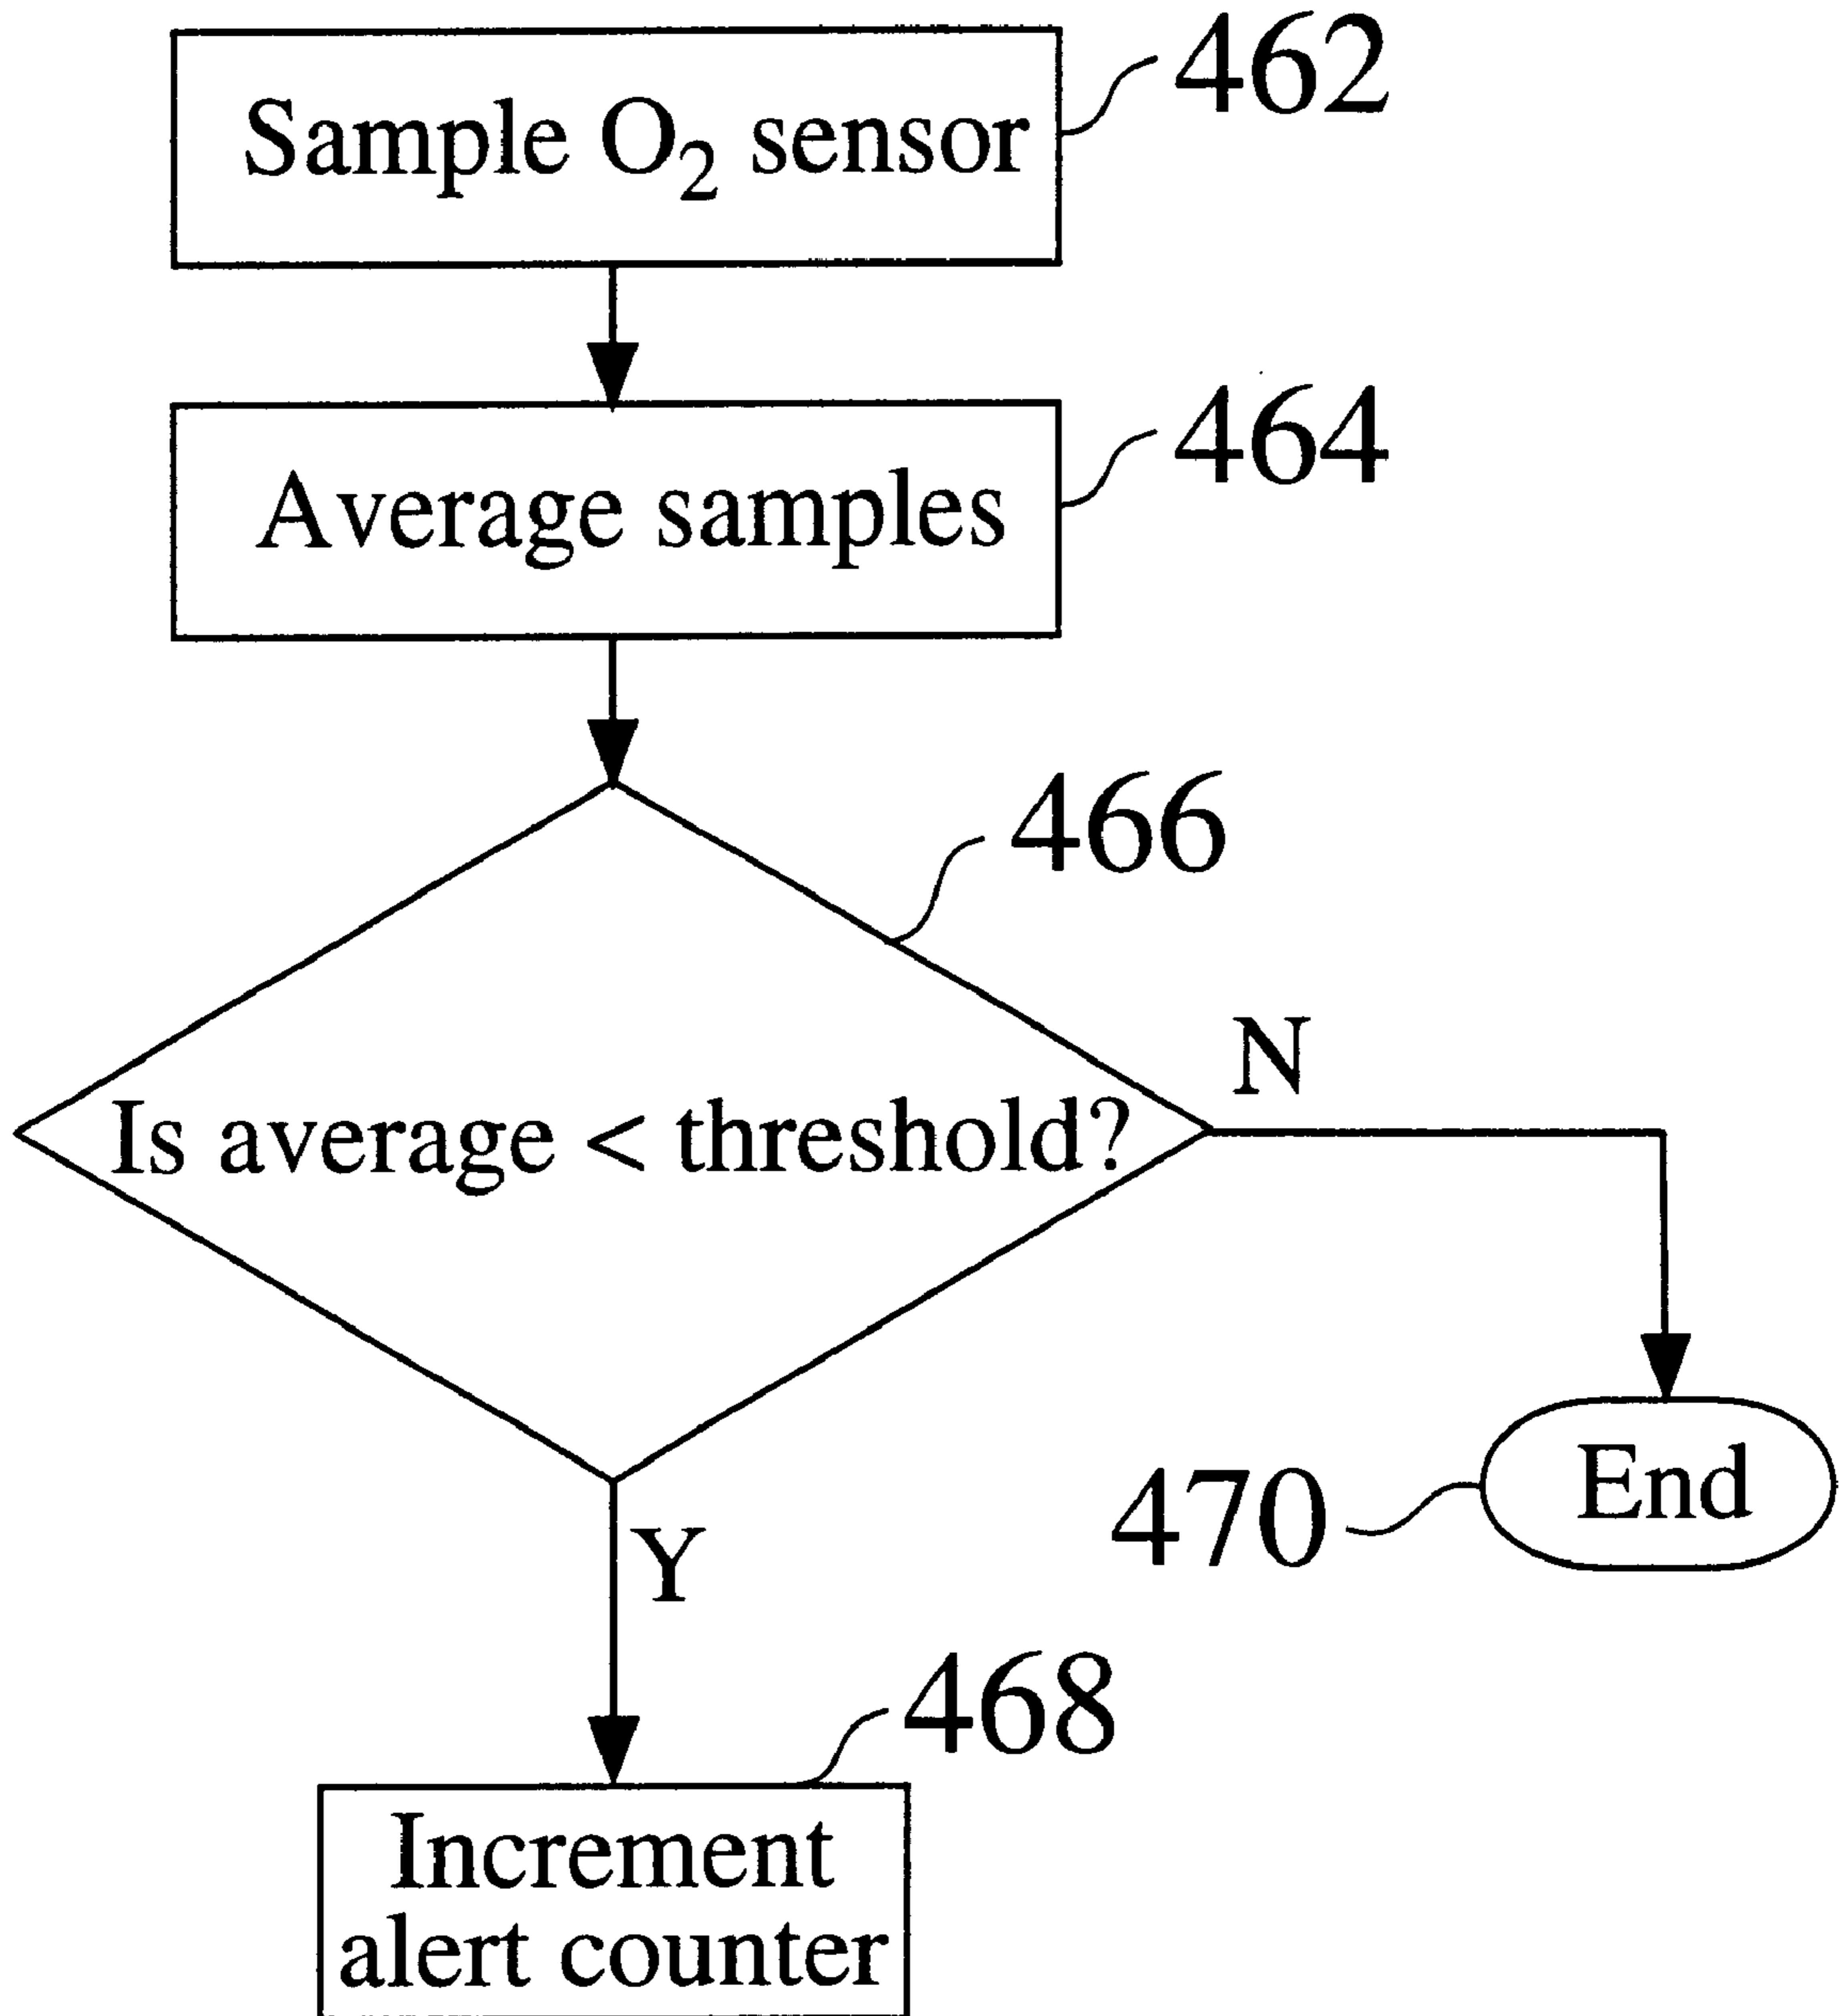 462
Sample O₂ sensor
464
Average samples
466
Is average < threshold?
N
470
End
Y
468
Increment
alert counter